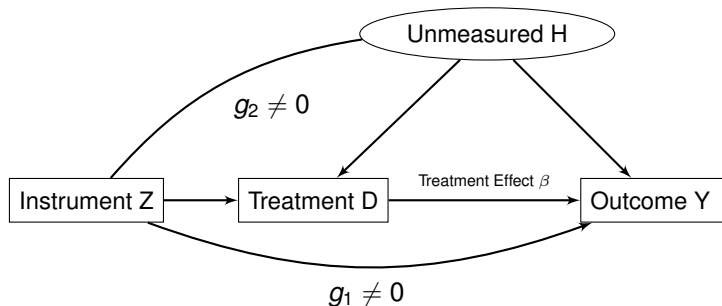 Unmeasured H
g₂ ≠ 0
Instrument Z
Treatment D
Treatment Effect β
Outcome Y
g₁ ≠ 0